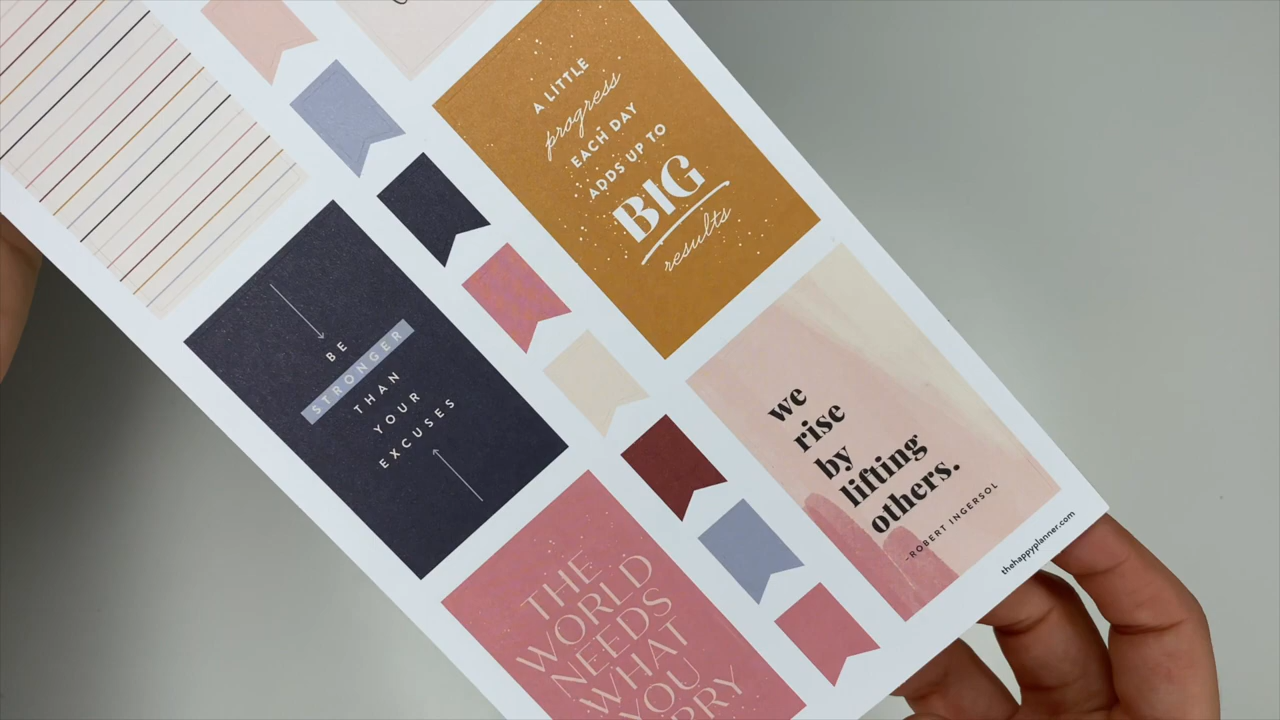 A LITTLE
progress
EACH DAY
ADDS UP TO
BIG
results
BE
STRONGER
THAN
YOUR
EXCUSES
we
rise
by
lifting
others.
-ROBERT INGERSOL
THE
WORLD
NEEDS
WHAT
YOU
thehappyplanner.com